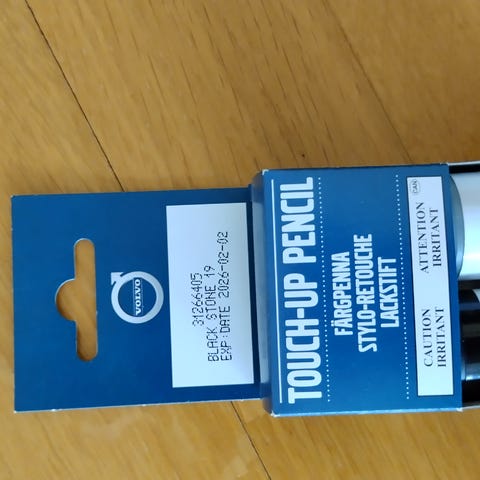 VOLVO
31266405
BLACK STONE 19
EXP:DATE 2026-02-02
TOUCH-UP PENCIL
FÄRGPENNA
STYLO-RETOUCHE
LACKSTIFT
CAUTION
IRRITANT
ATTENTION
IRRITANT
CAN